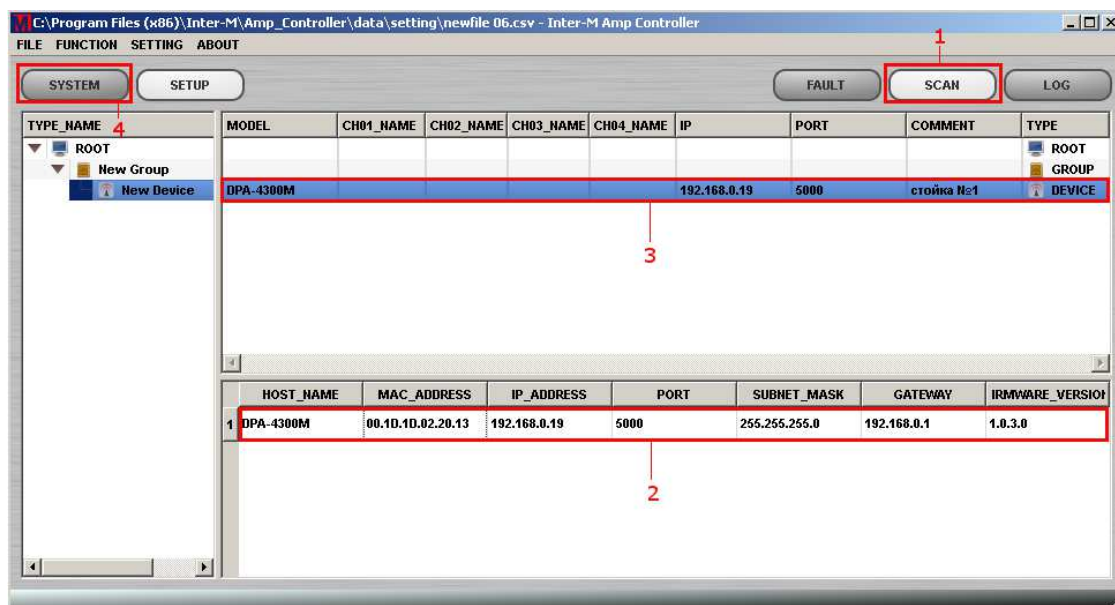 C:\Program Files (x86)\Inter-M\Amp_Controller\data\setting\newfile 06.csv - Inter-M Amp Controller
FILE FUNCTION SETTING ABOUT
1
SYSTEM SETUP FAULT SCAN LOG
4
TYPE_NAME MODEL CH01_NAME CH02_NAME CH03_NAME CH04_NAME IP PORT COMMENT TYPE
ROOT ROOT
New Group GROUP
New Device DPA-4300M 192.168.0.19 5000 стойка №1 DEVICE
3
HOST_NAME MAC_ADDRESS IP_ADDRESS PORT SUBNET_MASK GATEWAY IRMWARE_VERSION
1 DPA-4300M 00.1D.1D.02.20.13 192.168.0.19 5000 255.255.255.0 192.168.0.1 1.0.3.0
2